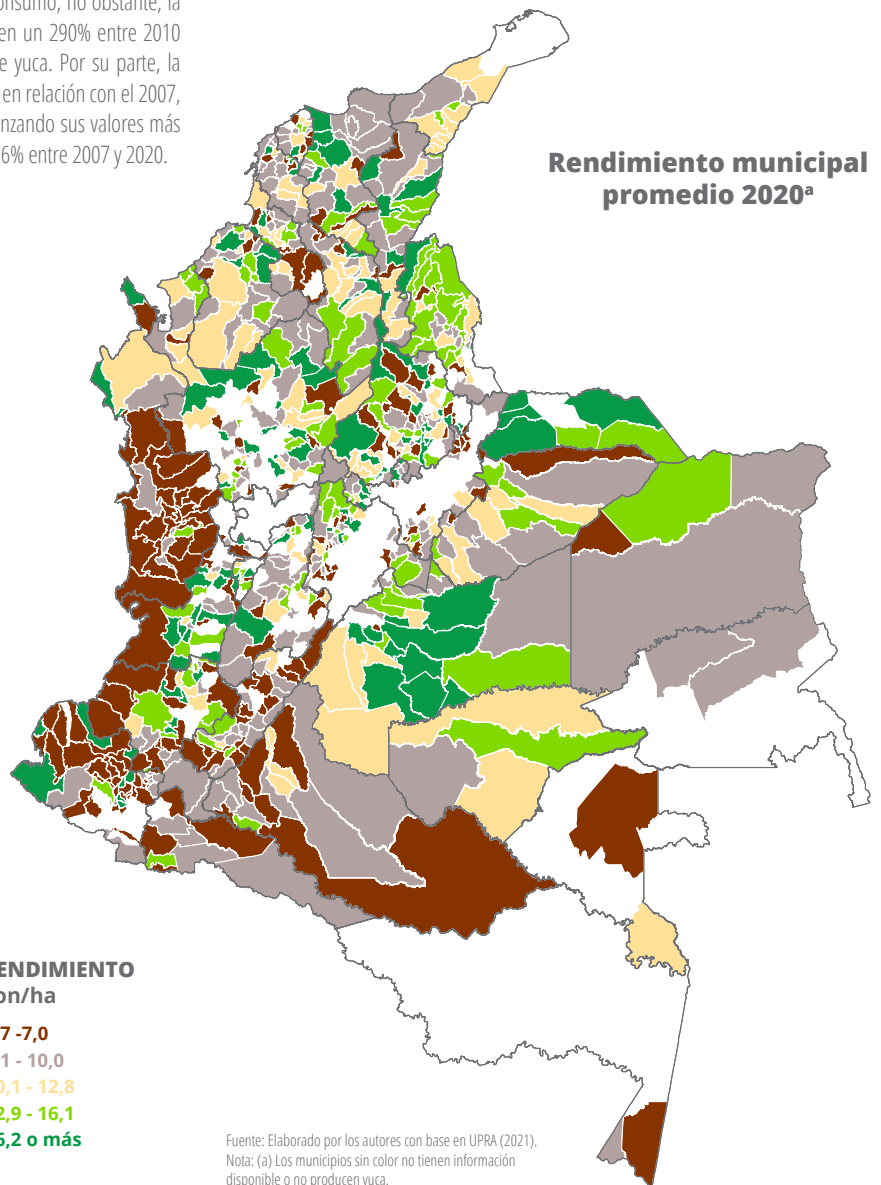 onsumo, no obstante, la
en un 290% entre 2010
e yuca. Por su parte, la
en relación con el 2007,
nzando sus valores más
6% entre 2007 y 2020.
Rendimiento municipal
promedio 2020ª
ENDIMIENTO
on/ha
7 -7,0
1 - 10,0
0,1 - 12,8
2,9 - 16,1
6,2 o más
Fuente: Elaborado por los autores con base en UPRA (2021).
Nota: (a) Los municipios sin color no tienen información
disponible o no producen yuca.